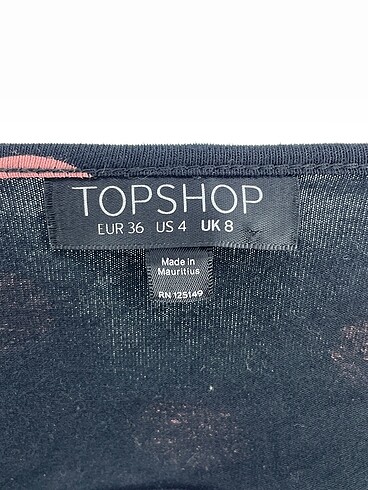 TOPSHOP
EUR 36 US 4 UK 8
Made in
Mauritius
RN 125149